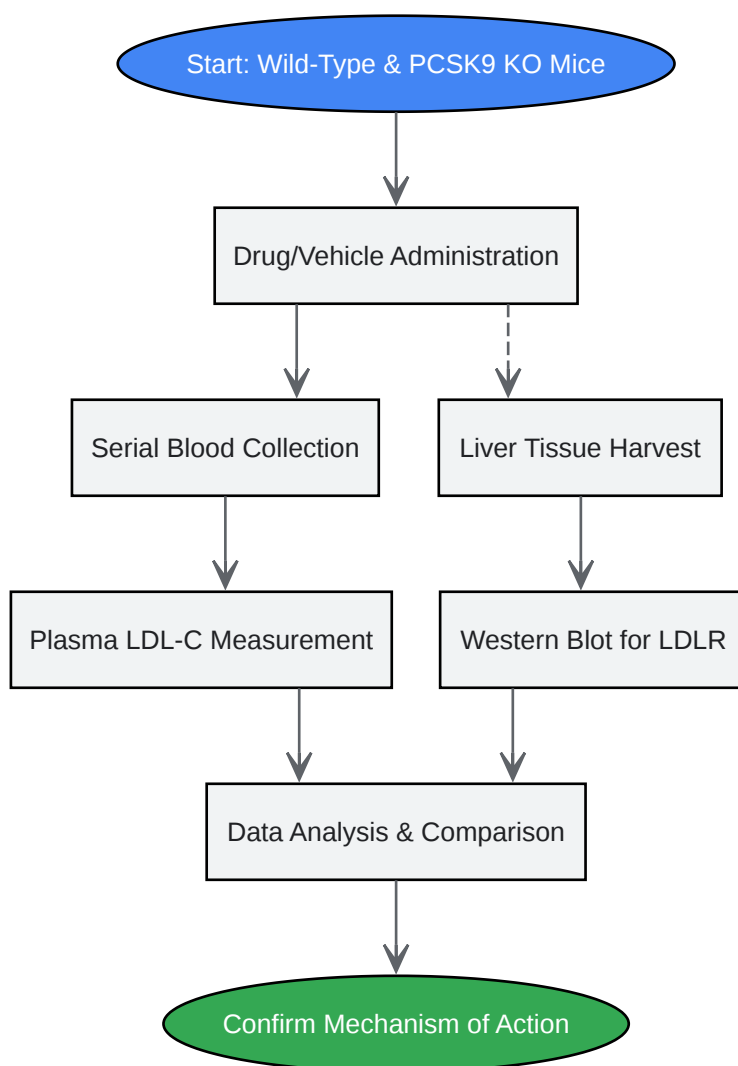 Start: Wild-Type & PCSK9 KO Mice
Drug/Vehicle Administration
Serial Blood Collection
Liver Tissue Harvest
Plasma LDL-C Measurement
Western Blot for LDLR
Data Analysis & Comparison
Confirm Mechanism of Action